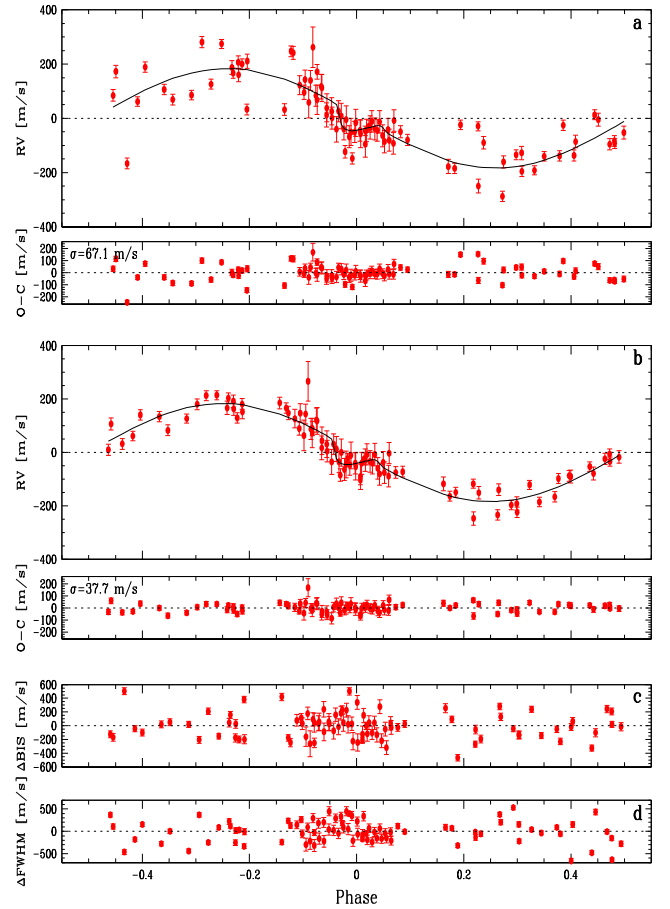 a
400
200
0
−200
−400
RV [m/s]
σ=67.1 m/s
200
100
0
−100
−200
O−C [m/s]
b
400
200
0
−200
−400
RV [m/s]
σ=37.7 m/s
200
100
0
−100
−200
O−C [m/s]
c
600
400
200
0
−200
−400
−600
ΔBIS [m/s]
d
500
0
−500
ΔFWHM [m/s]
−0.4
−0.2
0
0.2
0.4
Phase